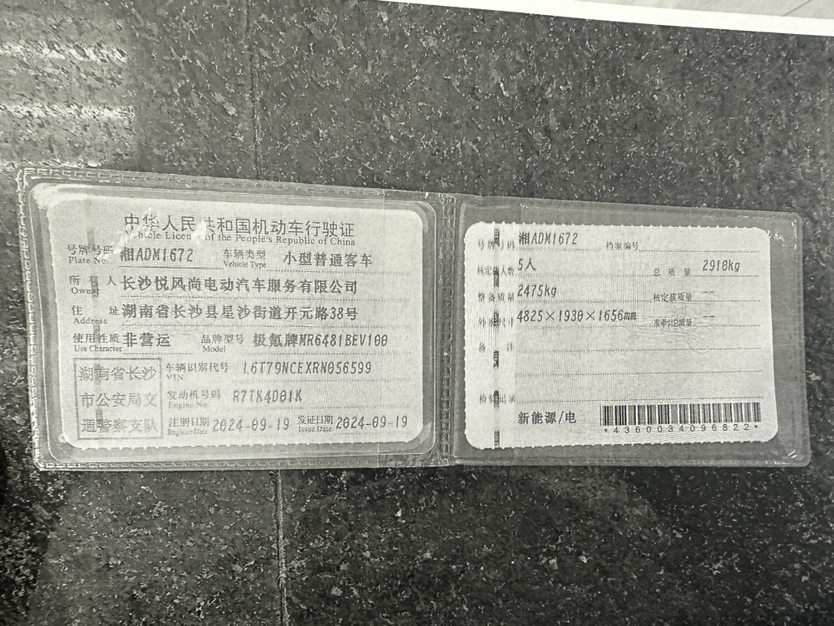 中华人民共和国机动车行驶证
Vehicle License of the People's Republic of China
号牌号码 湘ADM1672 车辆类型 小型普通客车
Plate No. Vehicle Type
所有人 长沙悦风尚电动汽车服务有限公司
Owner
住址 湖南省长沙县星沙街道开元路38号
Address
使用性质 非营运 品牌型号 极氪牌MR6481BEV100
Use Character Model
湖南省长沙
市公安局交
通警察支队
车辆识别代号 L6T79NCEXRN056599
VIN
发动机号码 R7TK4D01K
Engine No.
注册日期 2024-09-19 发证日期 2024-09-19
Register Date Issue Date
号牌号码 湘ADM1672 档案编号
核定载人数 5人 总质量 2910kg
整备质量 2475kg 核定载质量 --
外廓尺寸 4825×1930×1656mm 准牵引总质量 --
备注
检验记录
新能源/电
*4360034096822*